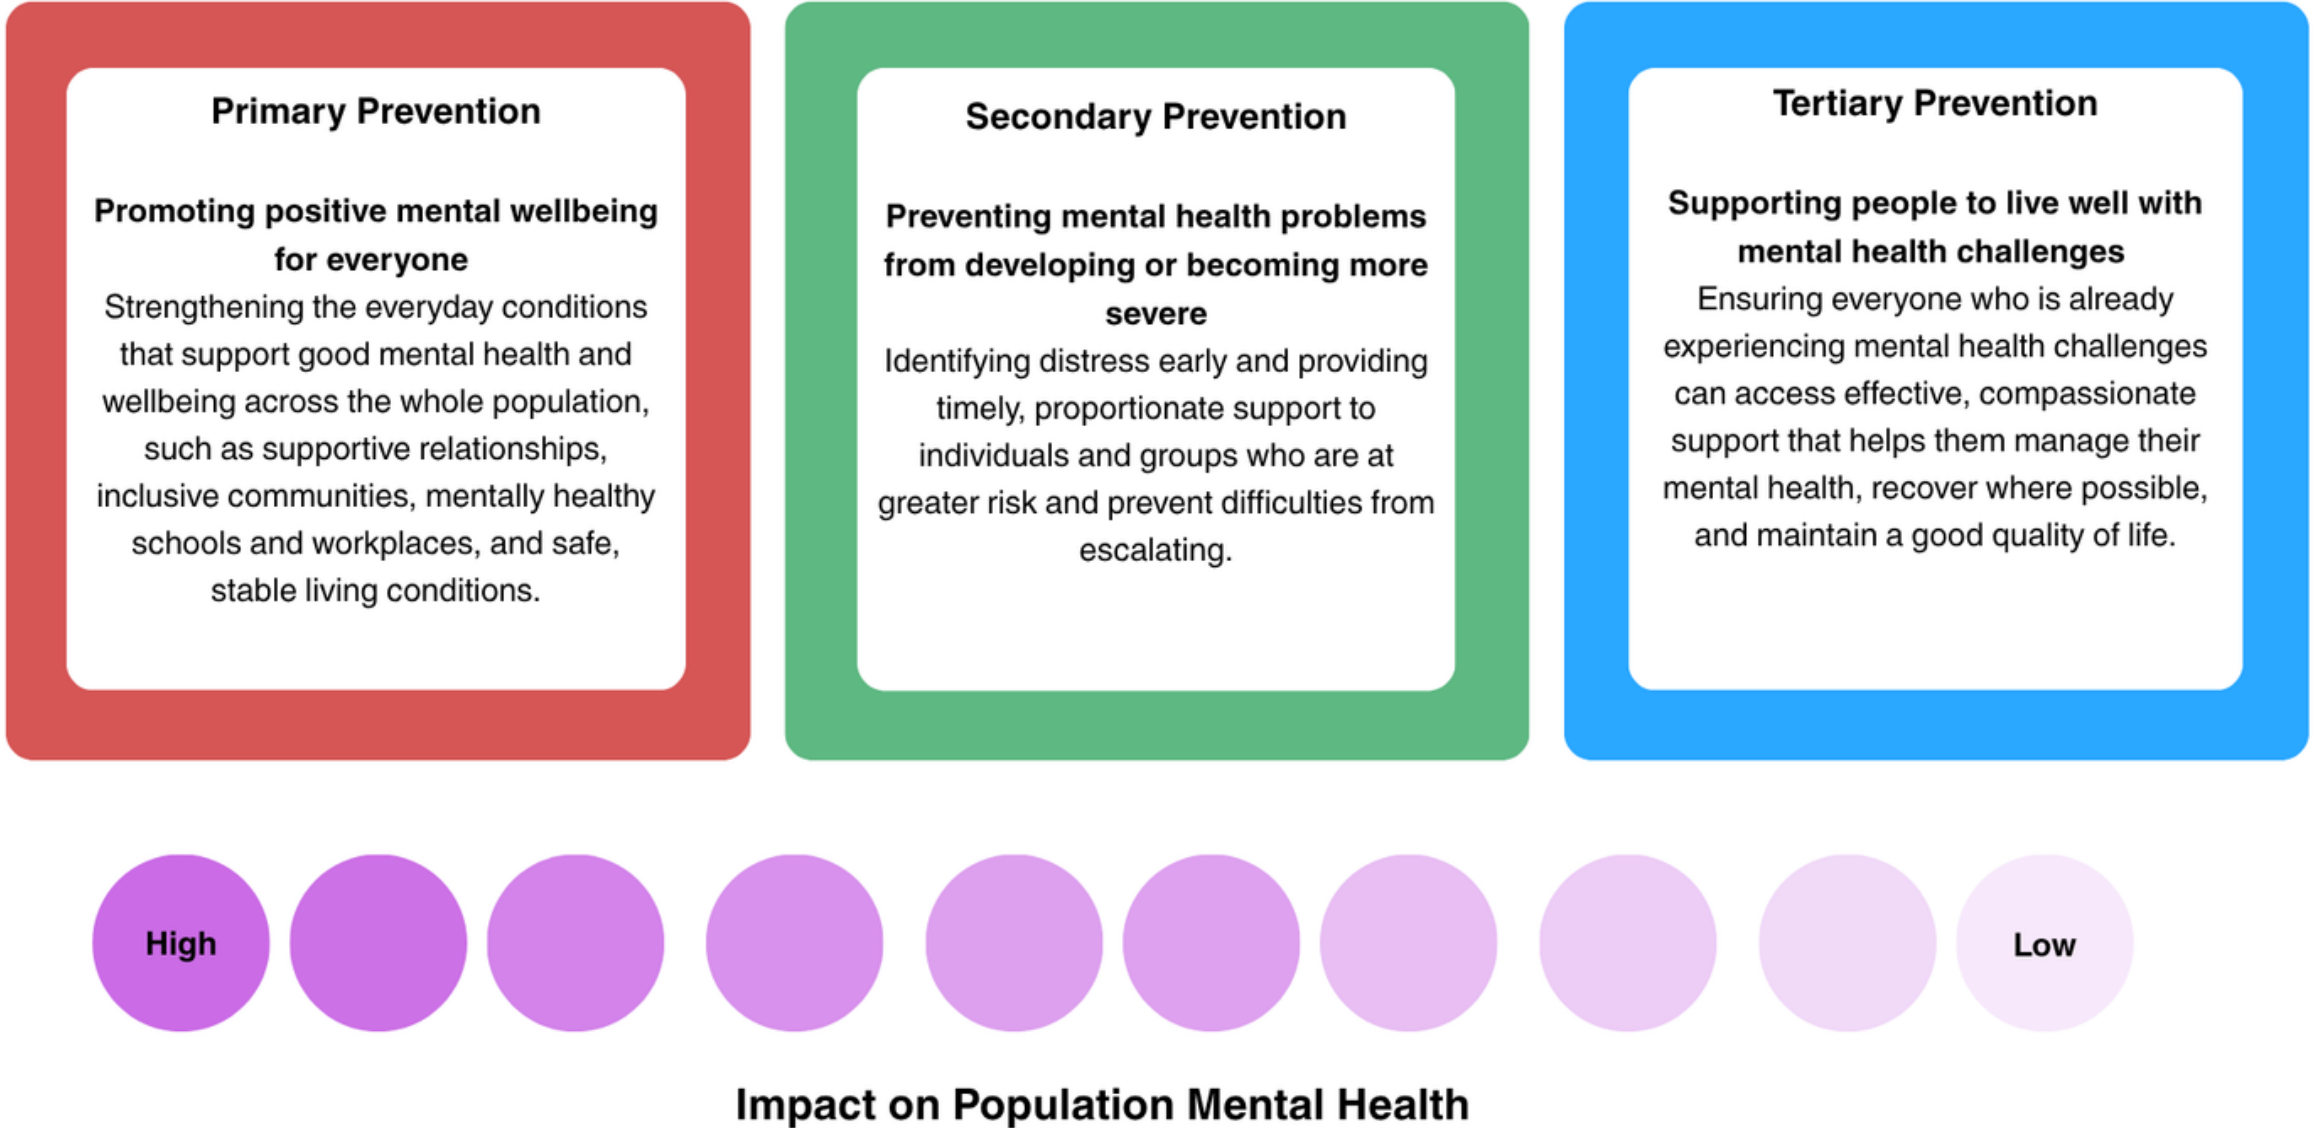 Primary Prevention
Promoting positive mental wellbeing
for everyone
Strengthening the everyday conditions
that support good mental health and
wellbeing across the whole population,
such as supportive relationships,
inclusive communities, mentally healthy
schools and workplaces, and safe,
stable living conditions.
Secondary Prevention
Preventing mental health problems
from developing or becoming more
severe
Identifying distress early and providing
timely, proportionate support to
individuals and groups who are at
greater risk and prevent difficulties from
escalating.
Tertiary Prevention
Supporting people to live well with
mental health challenges
Ensuring everyone who is already
experiencing mental health challenges
can access effective, compassionate
support that helps them manage their
mental health, recover where possible,
and maintain a good quality of life.
High
Low
Impact on Population Mental Health